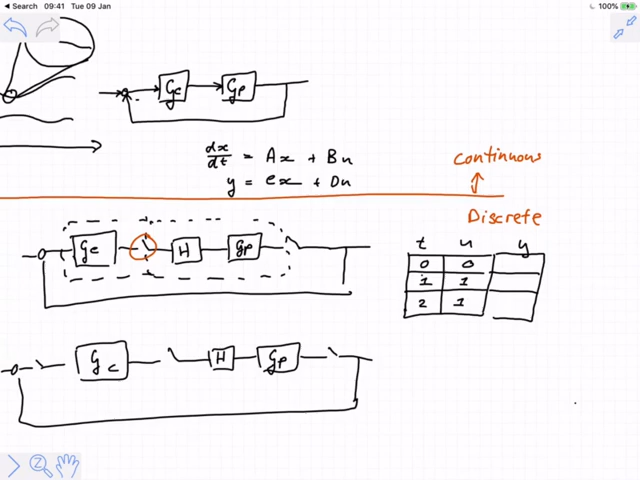 Search 09:41 Tue 09 Jan 100%
Gc Gp
dx/dt = Ax + Bu
y = Cx + Du
continuous
Discrete
Gc H Gp
t u y
0 0
1 1
2 1
Gc H Gp